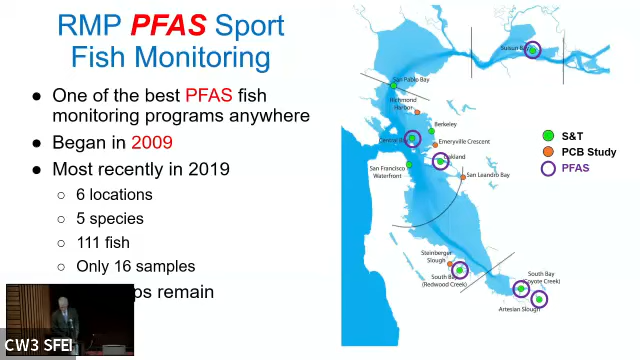 RMP PFAS Sport
Fish Monitoring
● One of the best PFAS fish
monitoring programs anywhere
● Began in 2009
● Most recently in 2019
○ 6 locations
○ 5 species
○ 111 fish
○ Only 16 samples
remain
CW3 SFEI
Suisun Bay
San Pablo Bay
Richmond
Harbor
Berkeley
Central Bay
Emeryville Crescent
Oakland
San Francisco
Waterfront
San Leandro Bay
Steinberger
Slough
South Bay
(Redwood Creek)
South Bay
(Coyote Creek)
Artesian Slough
S&T
PCB Study
PFAS